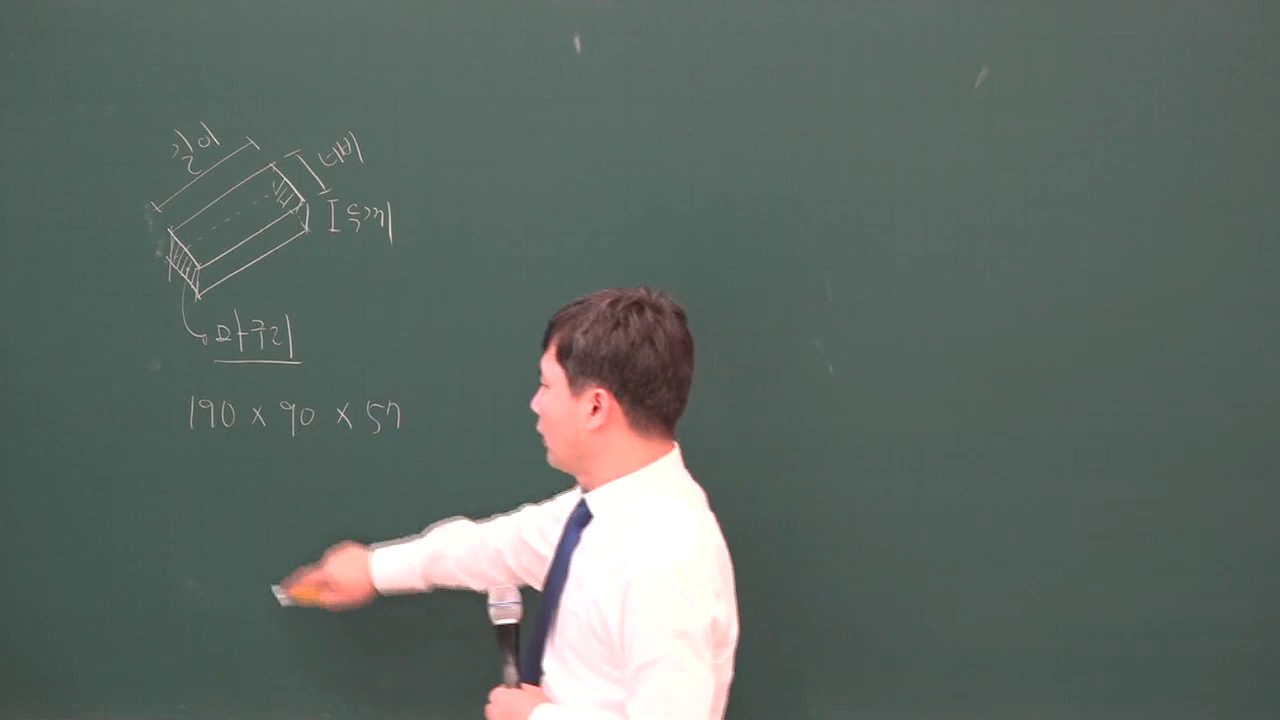 길이
너비
두께
마구리
190 × 90 × 57